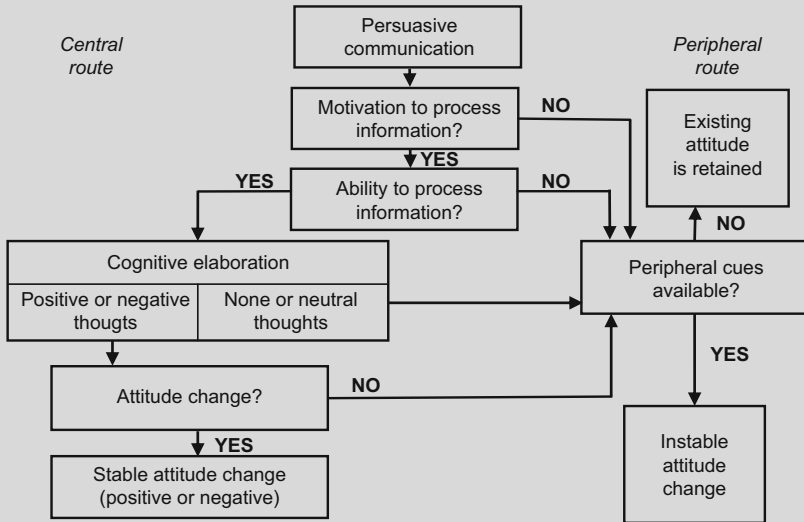 Central
route
Persuasive
communication
Peripheral
route
Motivation to process
information?
NO
Existing
attitude
is retained
YES
YES
Ability to process
information?
NO
NO
Cognitive elaboration
Positive or negative
thougts
None or neutral
thoughts
Peripheral cues
available?
YES
Attitude change?
NO
YES
Stable attitude change
(positive or negative)
Instable
attitude
change